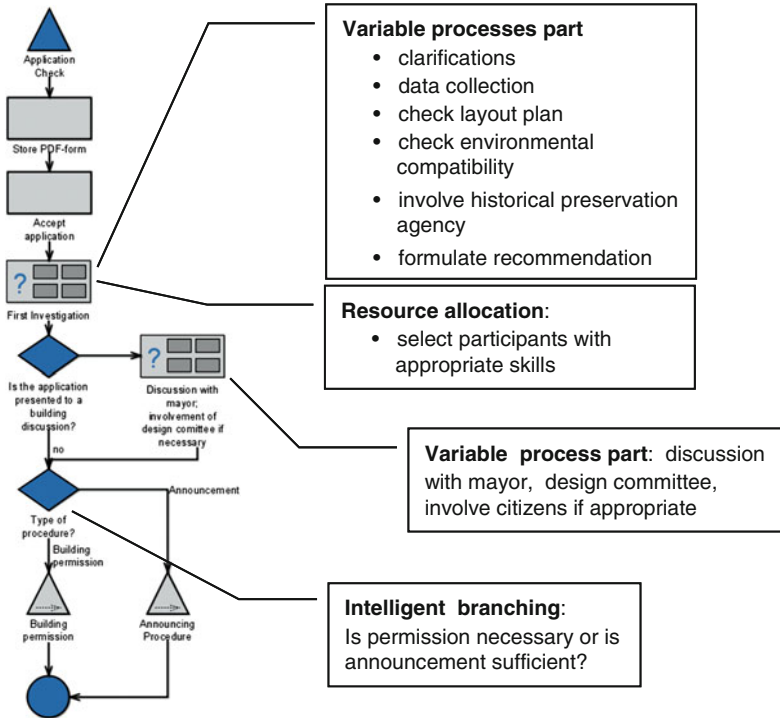 Application
Check
Store PDF-form
Accept
application
?
First Investigation
Is the application
presented to a
building
discussion?
no
?
Discussion with
mayor;
involvement of
design comittee if
necessary
Type of
procedure?
Announcement
Building
permission
Building
permission
Announcing
Procedure
Variable processes part
• clarifications
• data collection
• check layout plan
• check environmental
compatibility
• involve historical preservation
agency
• formulate recommendation
Resource allocation:
• select participants with
appropriate skills
Variable process part: discussion
with mayor, design committee,
involve citizens if appropriate
Intelligent branching:
Is permission necessary or is
announcement sufficient?